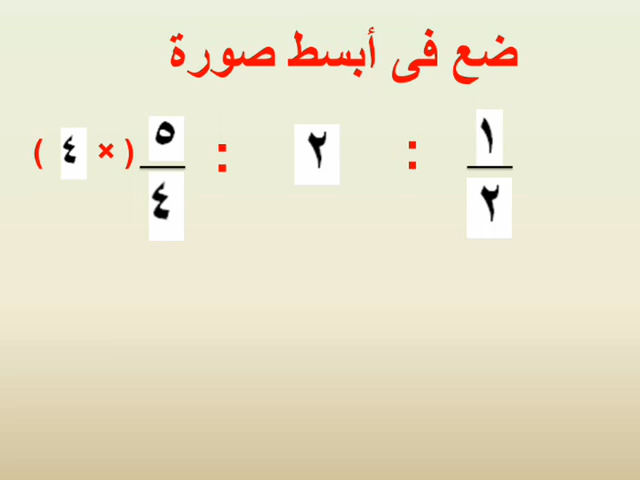 ضع فى أبسط صورة
١/٢ : ٢ : ٥/٤ (× ٤)